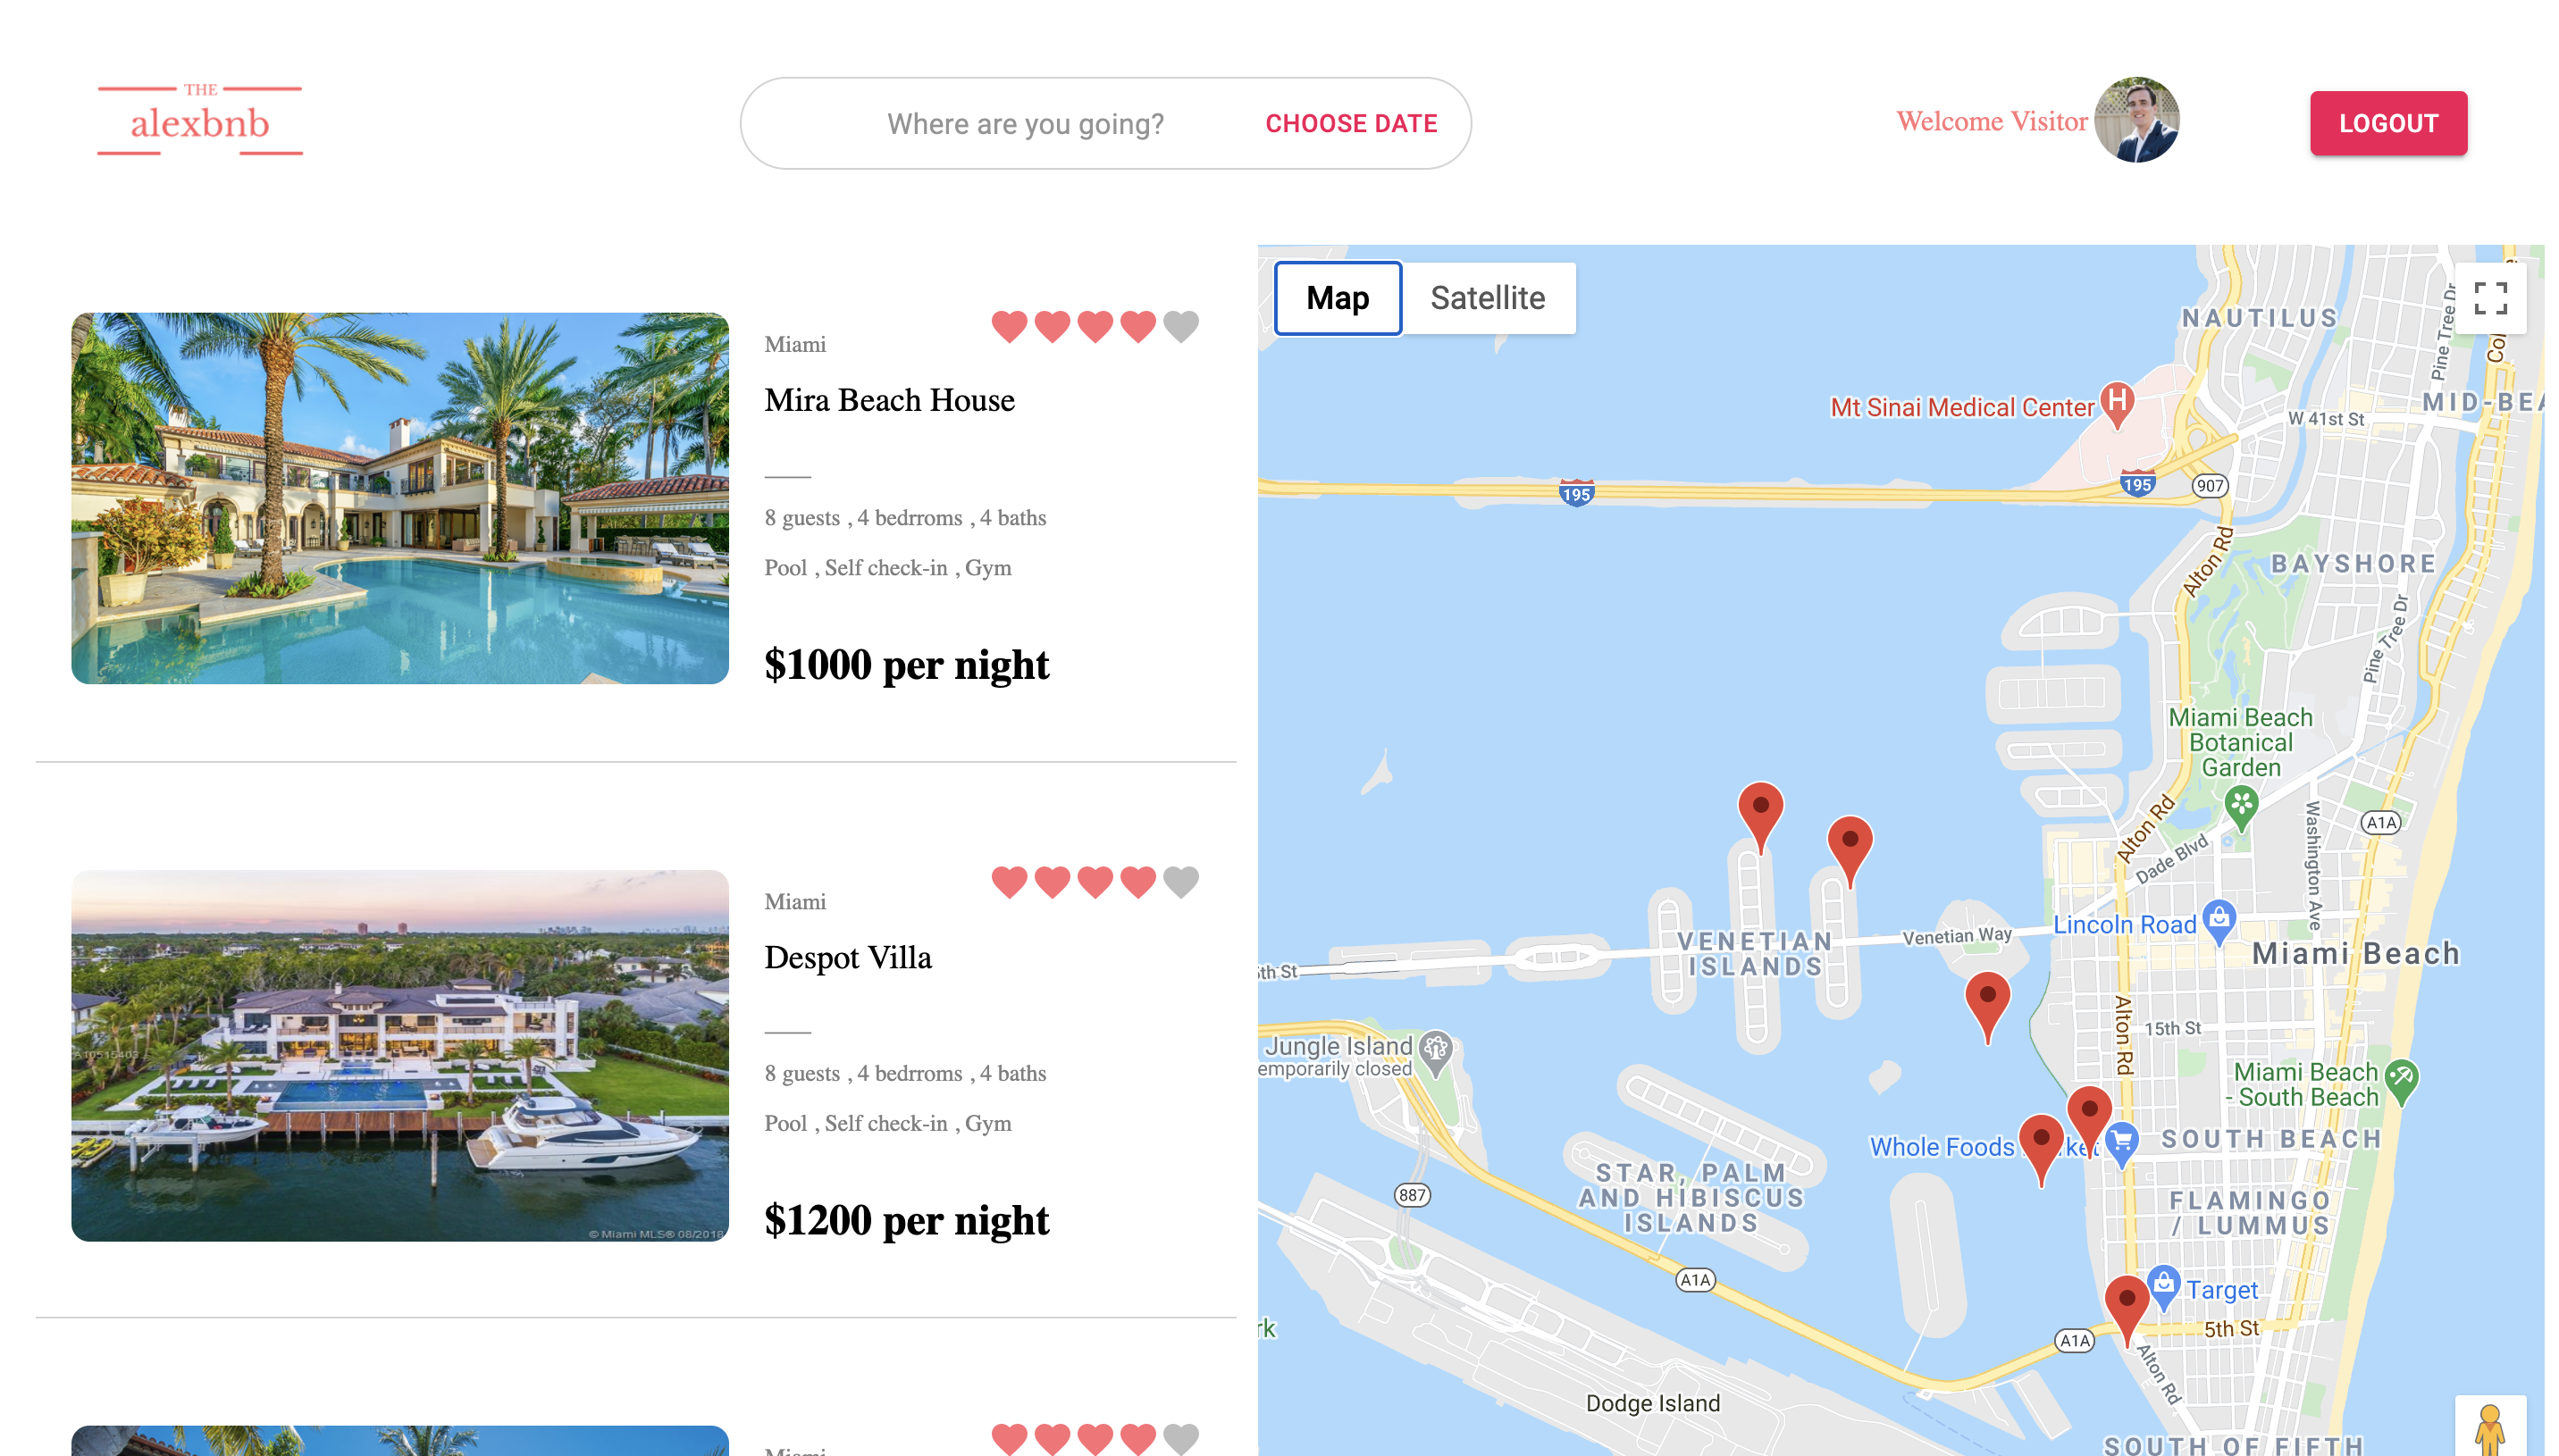 THE
alexbnb
Where are you going?
CHOOSE DATE
Welcome Visitor
LOGOUT
Miami
Mira Beach House
8 guests , 4 bedrroms , 4 baths
Pool , Self check-in , Gym
$1000 per night
Miami
Despot Villa
8 guests , 4 bedrroms , 4 baths
Pool , Self check-in , Gym
$1200 per night
A10515403
© Miami MLS® 08/2018
Miami
Map
Satellite
NAUTILUS
Pine Tree Dr
Col
Mt Sinai Medical Center
H
MID-BEA
W 41st St
195
195
907
Alton Rd
BAYSHORE
Pine Tree Dr
Miami Beach
Botanical
Garden
Alton Rd
Dade Blvd
Washington Ave
A1A
Lincoln Road
Venetian Way
VENETIAN
ISLANDS
Miami Beach
5th St
Alton Rd
15th St
Jungle Island
emporarily closed
Miami Beach
- South Beach
Whole Foods
ket
SOUTH BEACH
STAR, PALM
AND HIBISCUS
ISLANDS
887
FLAMINGO
/ LUMMUS
A1A
Target
rk
A1A
5th St
Alton Rd
Dodge Island
SOUTH OF FIFTH